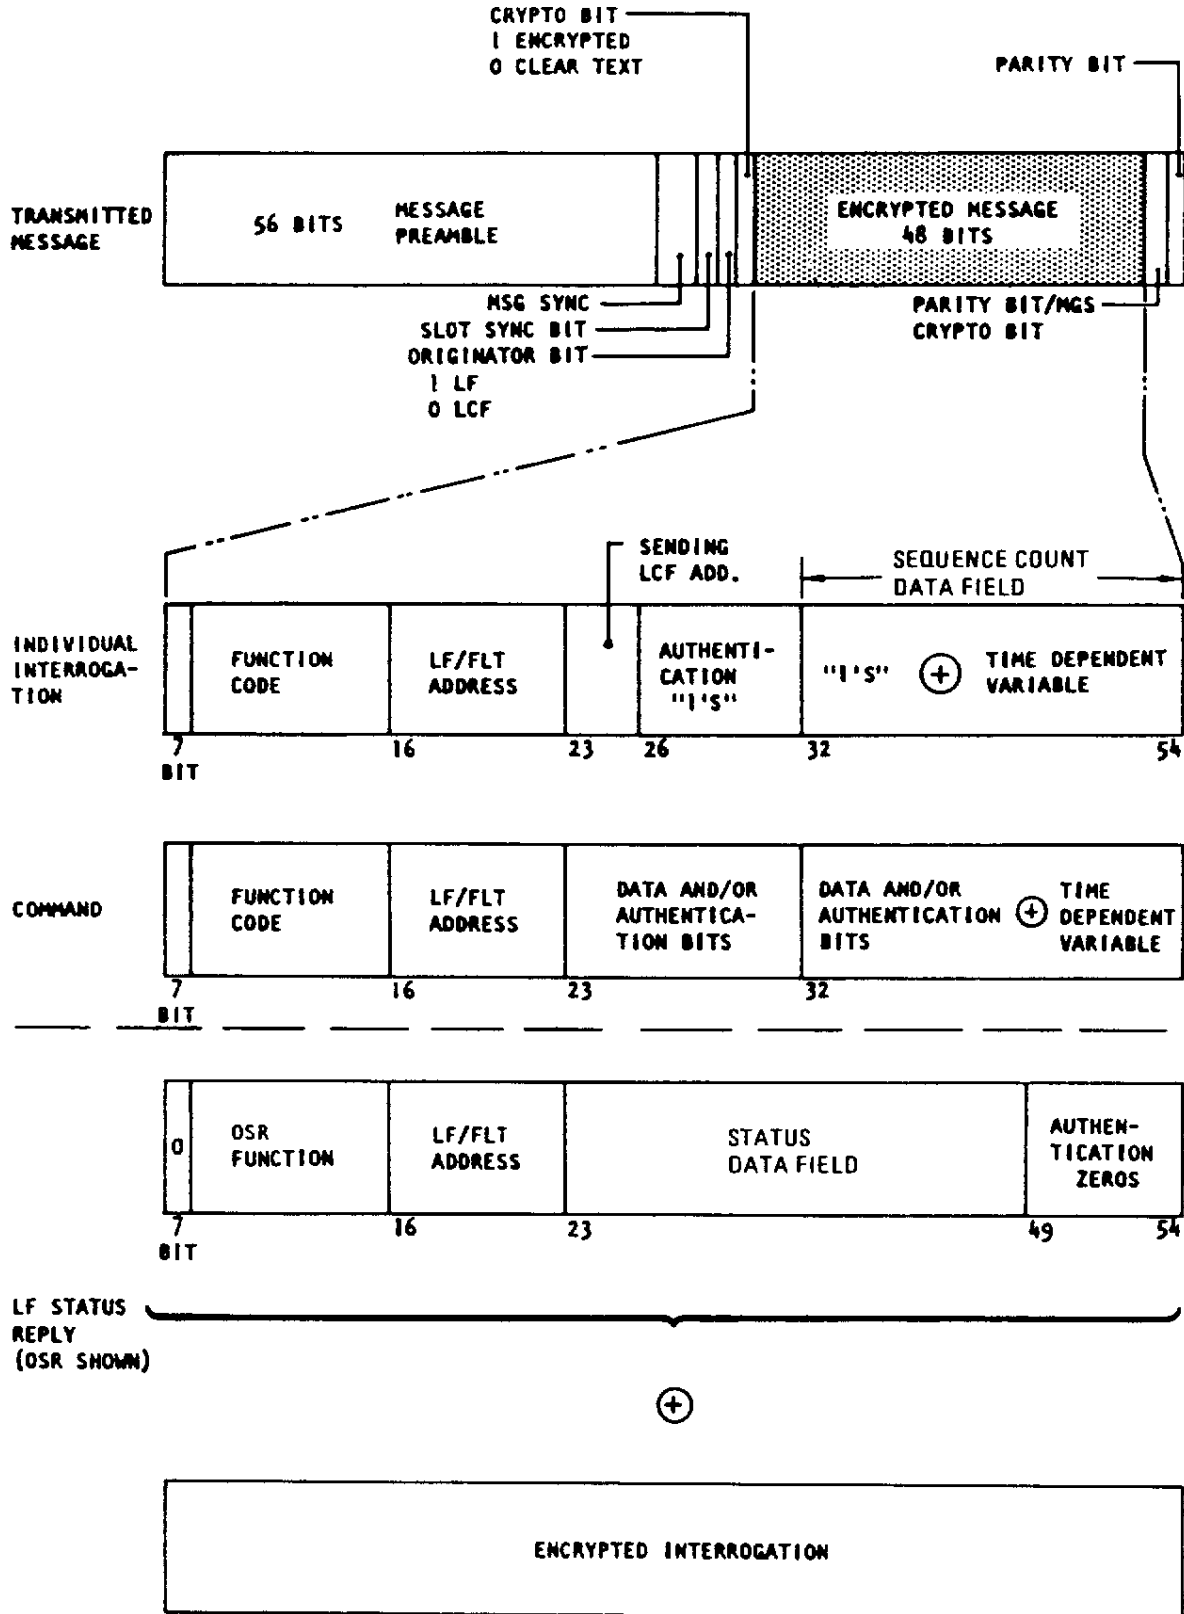 CRYPTO BIT
1 ENCRYPTED
0 CLEAR TEXT
PARITY BIT
TRANSMITTED
MESSAGE
56 BITS
MESSAGE
PREAMBLE
ENCRYPTED MESSAGE
48 BITS
MSG SYNC
SLOT SYNC BIT
ORIGINATOR BIT
1 LF
0 LCF
PARITY BIT/MGS
CRYPTO BIT
SENDING
LCF ADD.
SEQUENCE COUNT
DATA FIELD
INDIVIDUAL
INTERROGA-
TION
FUNCTION
CODE
LF/FLT
ADDRESS
AUTHENTI-
CATION
"1'S"
"1'S" +
TIME DEPENDENT
VARIABLE
7 16 23 26 32 54
BIT
COMMAND
FUNCTION
CODE
LF/FLT
ADDRESS
DATA AND/OR
AUTHENTICA-
TION BITS
DATA AND/OR
AUTHENTICATION
BITS
+
TIME
DEPENDENT
VARIABLE
7 16 23 32
BIT
0
OSR
FUNCTION
LF/FLT
ADDRESS
STATUS
DATA FIELD
AUTHEN-
TICATION
ZEROS
7 16 23 49 54
BIT
LF STATUS
REPLY
(OSR SHOWN)
+
ENCRYPTED INTERROGATION